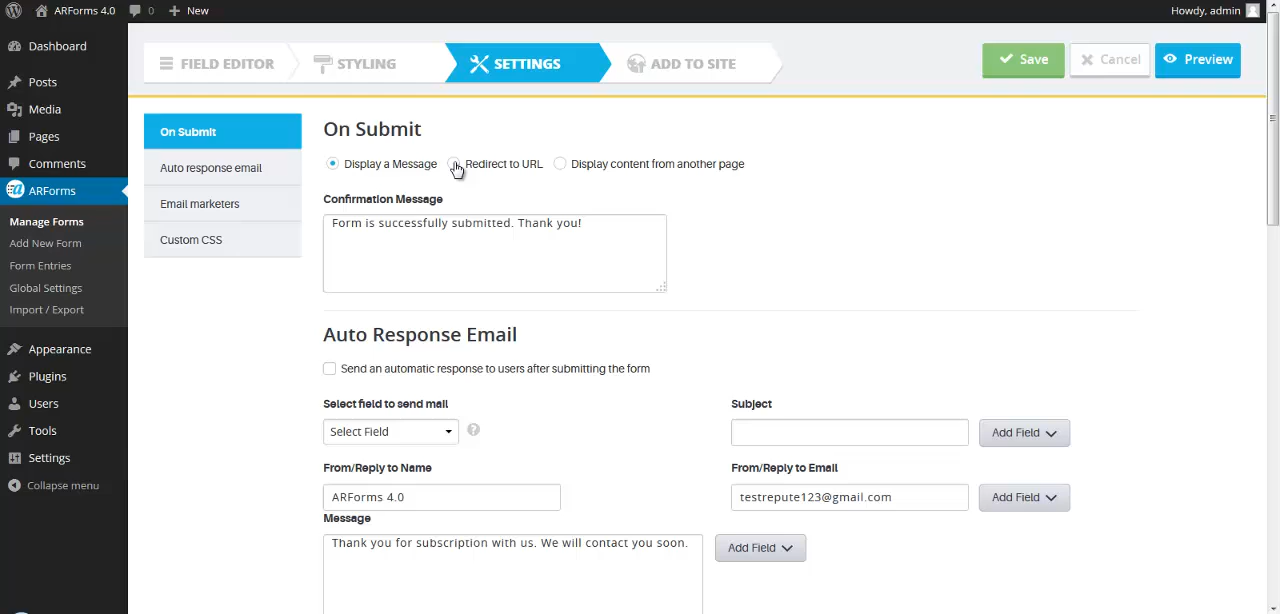 ARForms 4.0 0 New Howdy, admin
Dashboard
Posts
Media
Pages
Comments
ARForms
Manage Forms
Add New Form
Form Entries
Global Settings
Import / Export
Appearance
Plugins
Users
Tools
Settings
Collapse menu
FIELD EDITOR STYLING SETTINGS ADD TO SITE Save Cancel Preview
On Submit
Auto response email
Email marketers
Custom CSS
On Submit
Display a Message Redirect to URL Display content from another page
Confirmation Message
Form is successfully submitted. Thank you!
Auto Response Email
Send an automatic response to users after submitting the form
Select field to send mail Subject
Select Field ? Add Field
From/Reply to Name From/Reply to Email
ARForms 4.0 testrepute123@gmail.com Add Field
Message
Thank you for subscription with us. We will contact you soon. Add Field